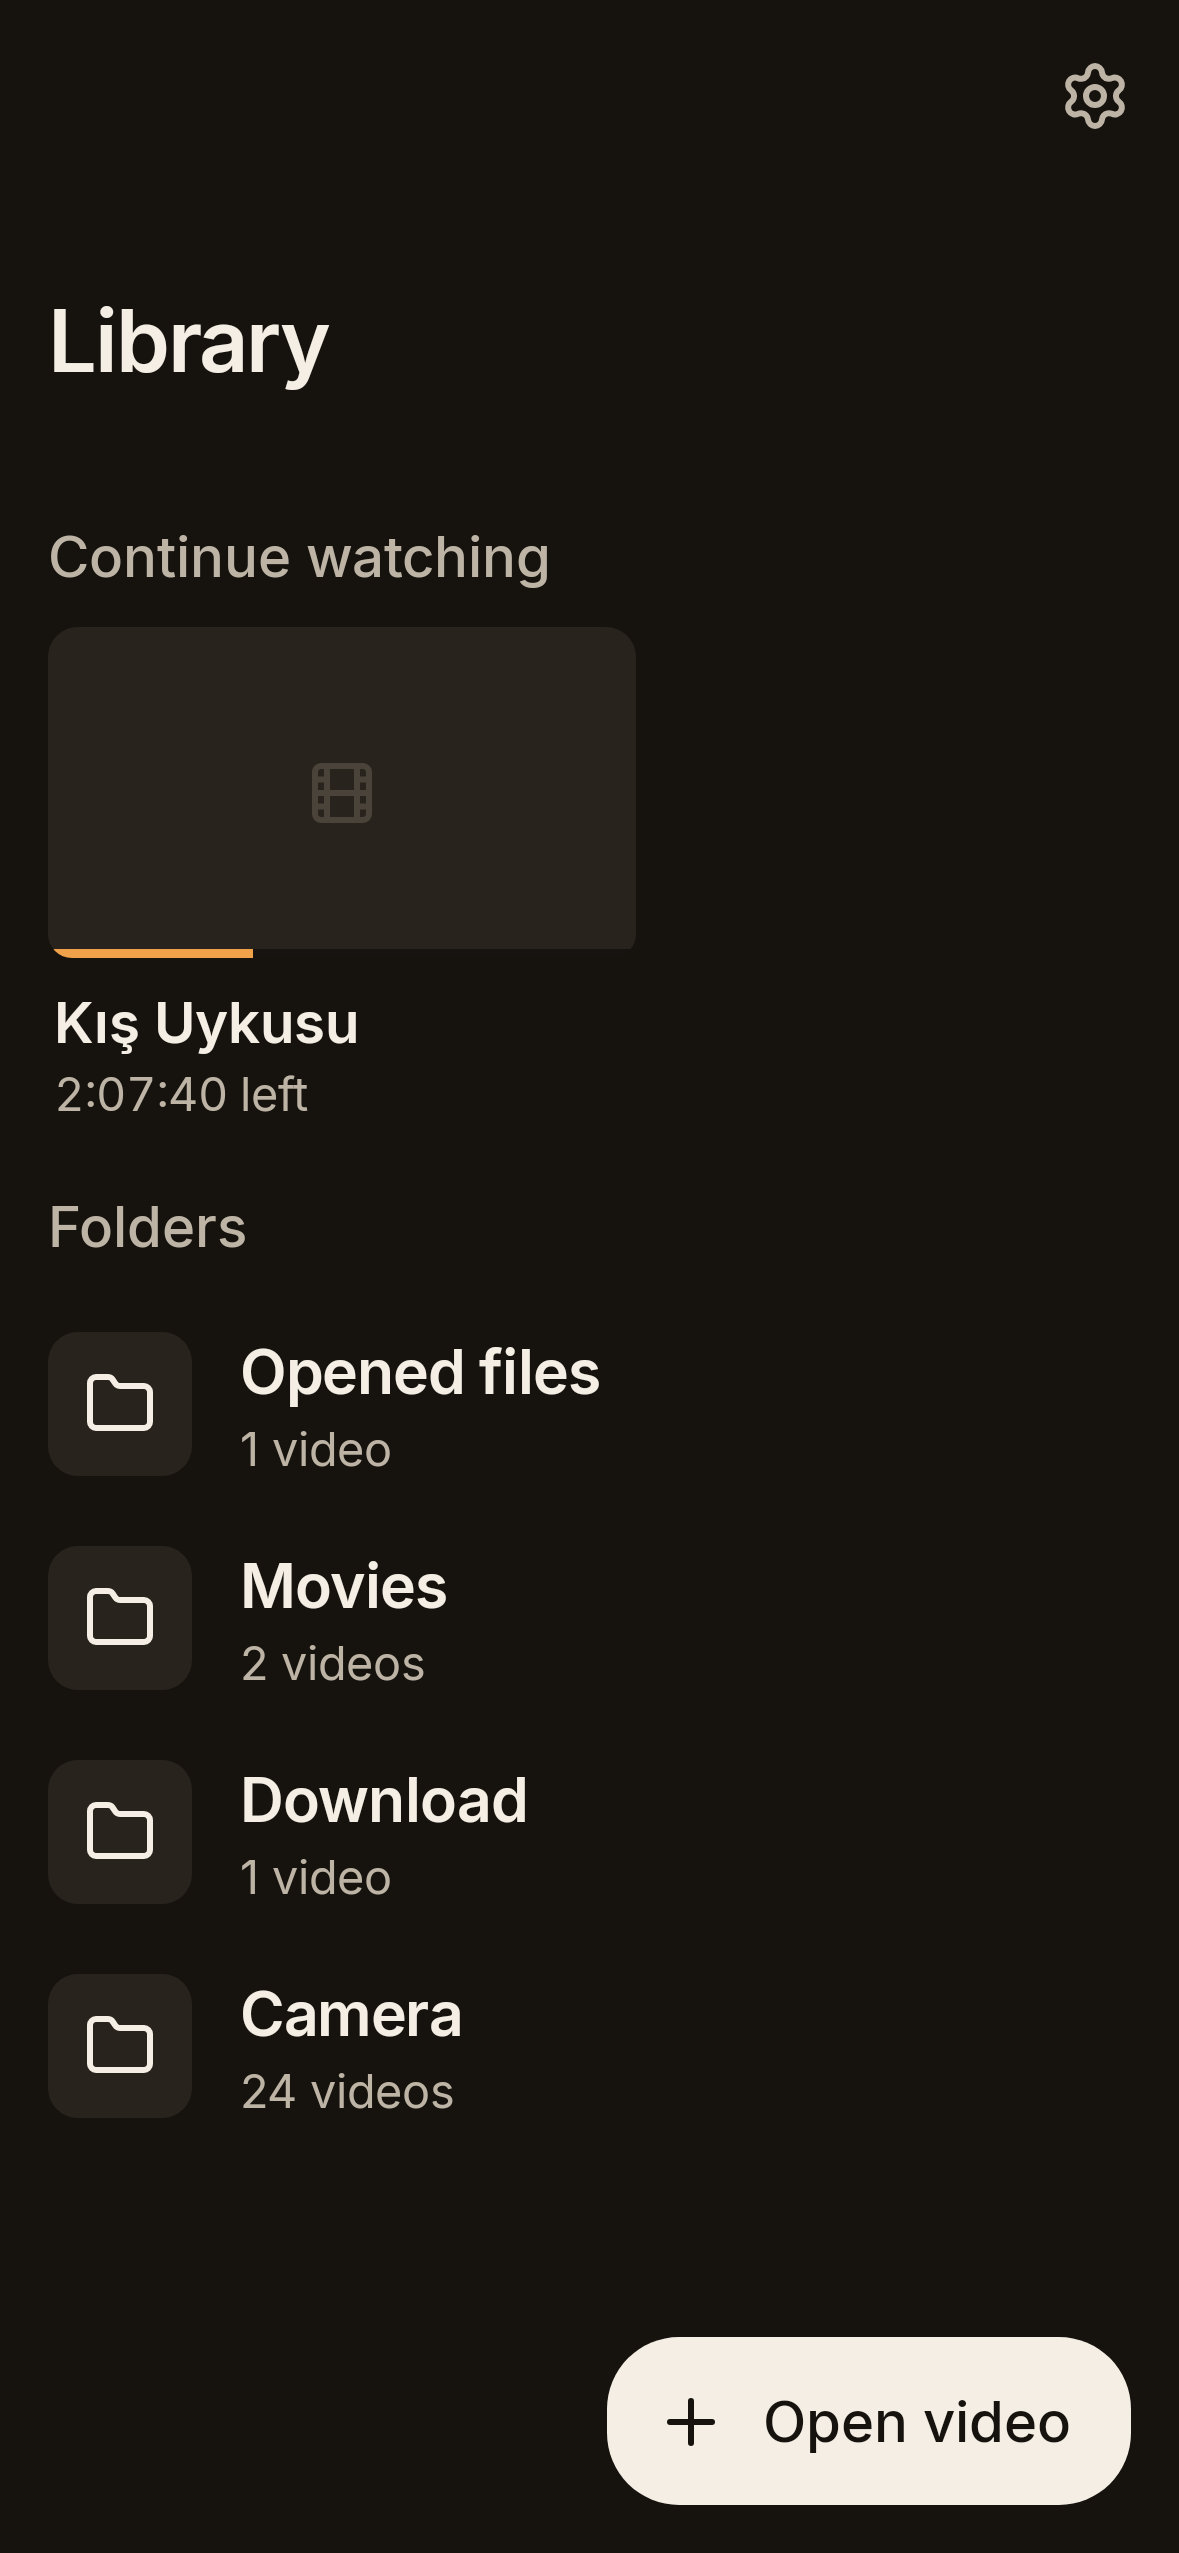 Library
Continue watching
Kış Uykusu
2:07:40 left
Folders
Opened files
1 video
Movies
2 videos
Download
1 video
Camera
24 videos
Open video